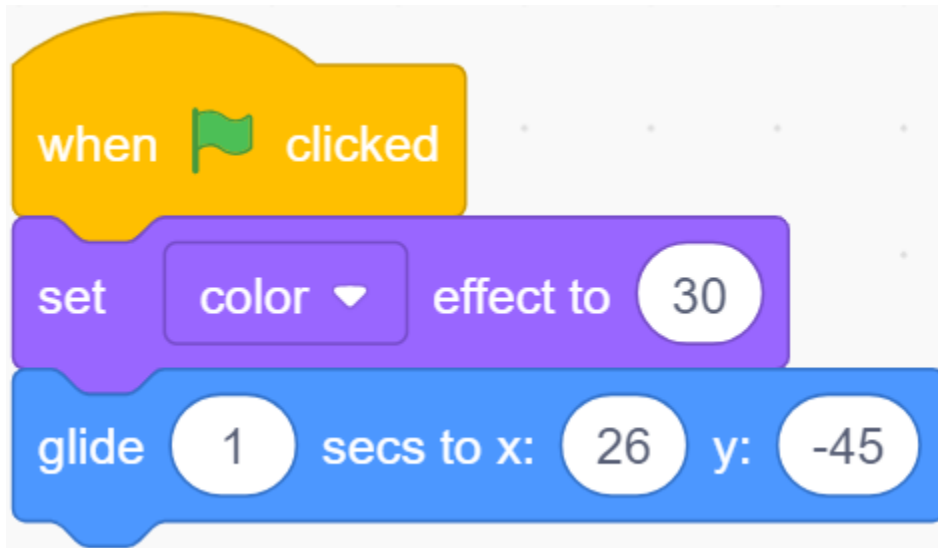 when clicked
set color effect to 30
glide 1 secs to x: 26 y: -45